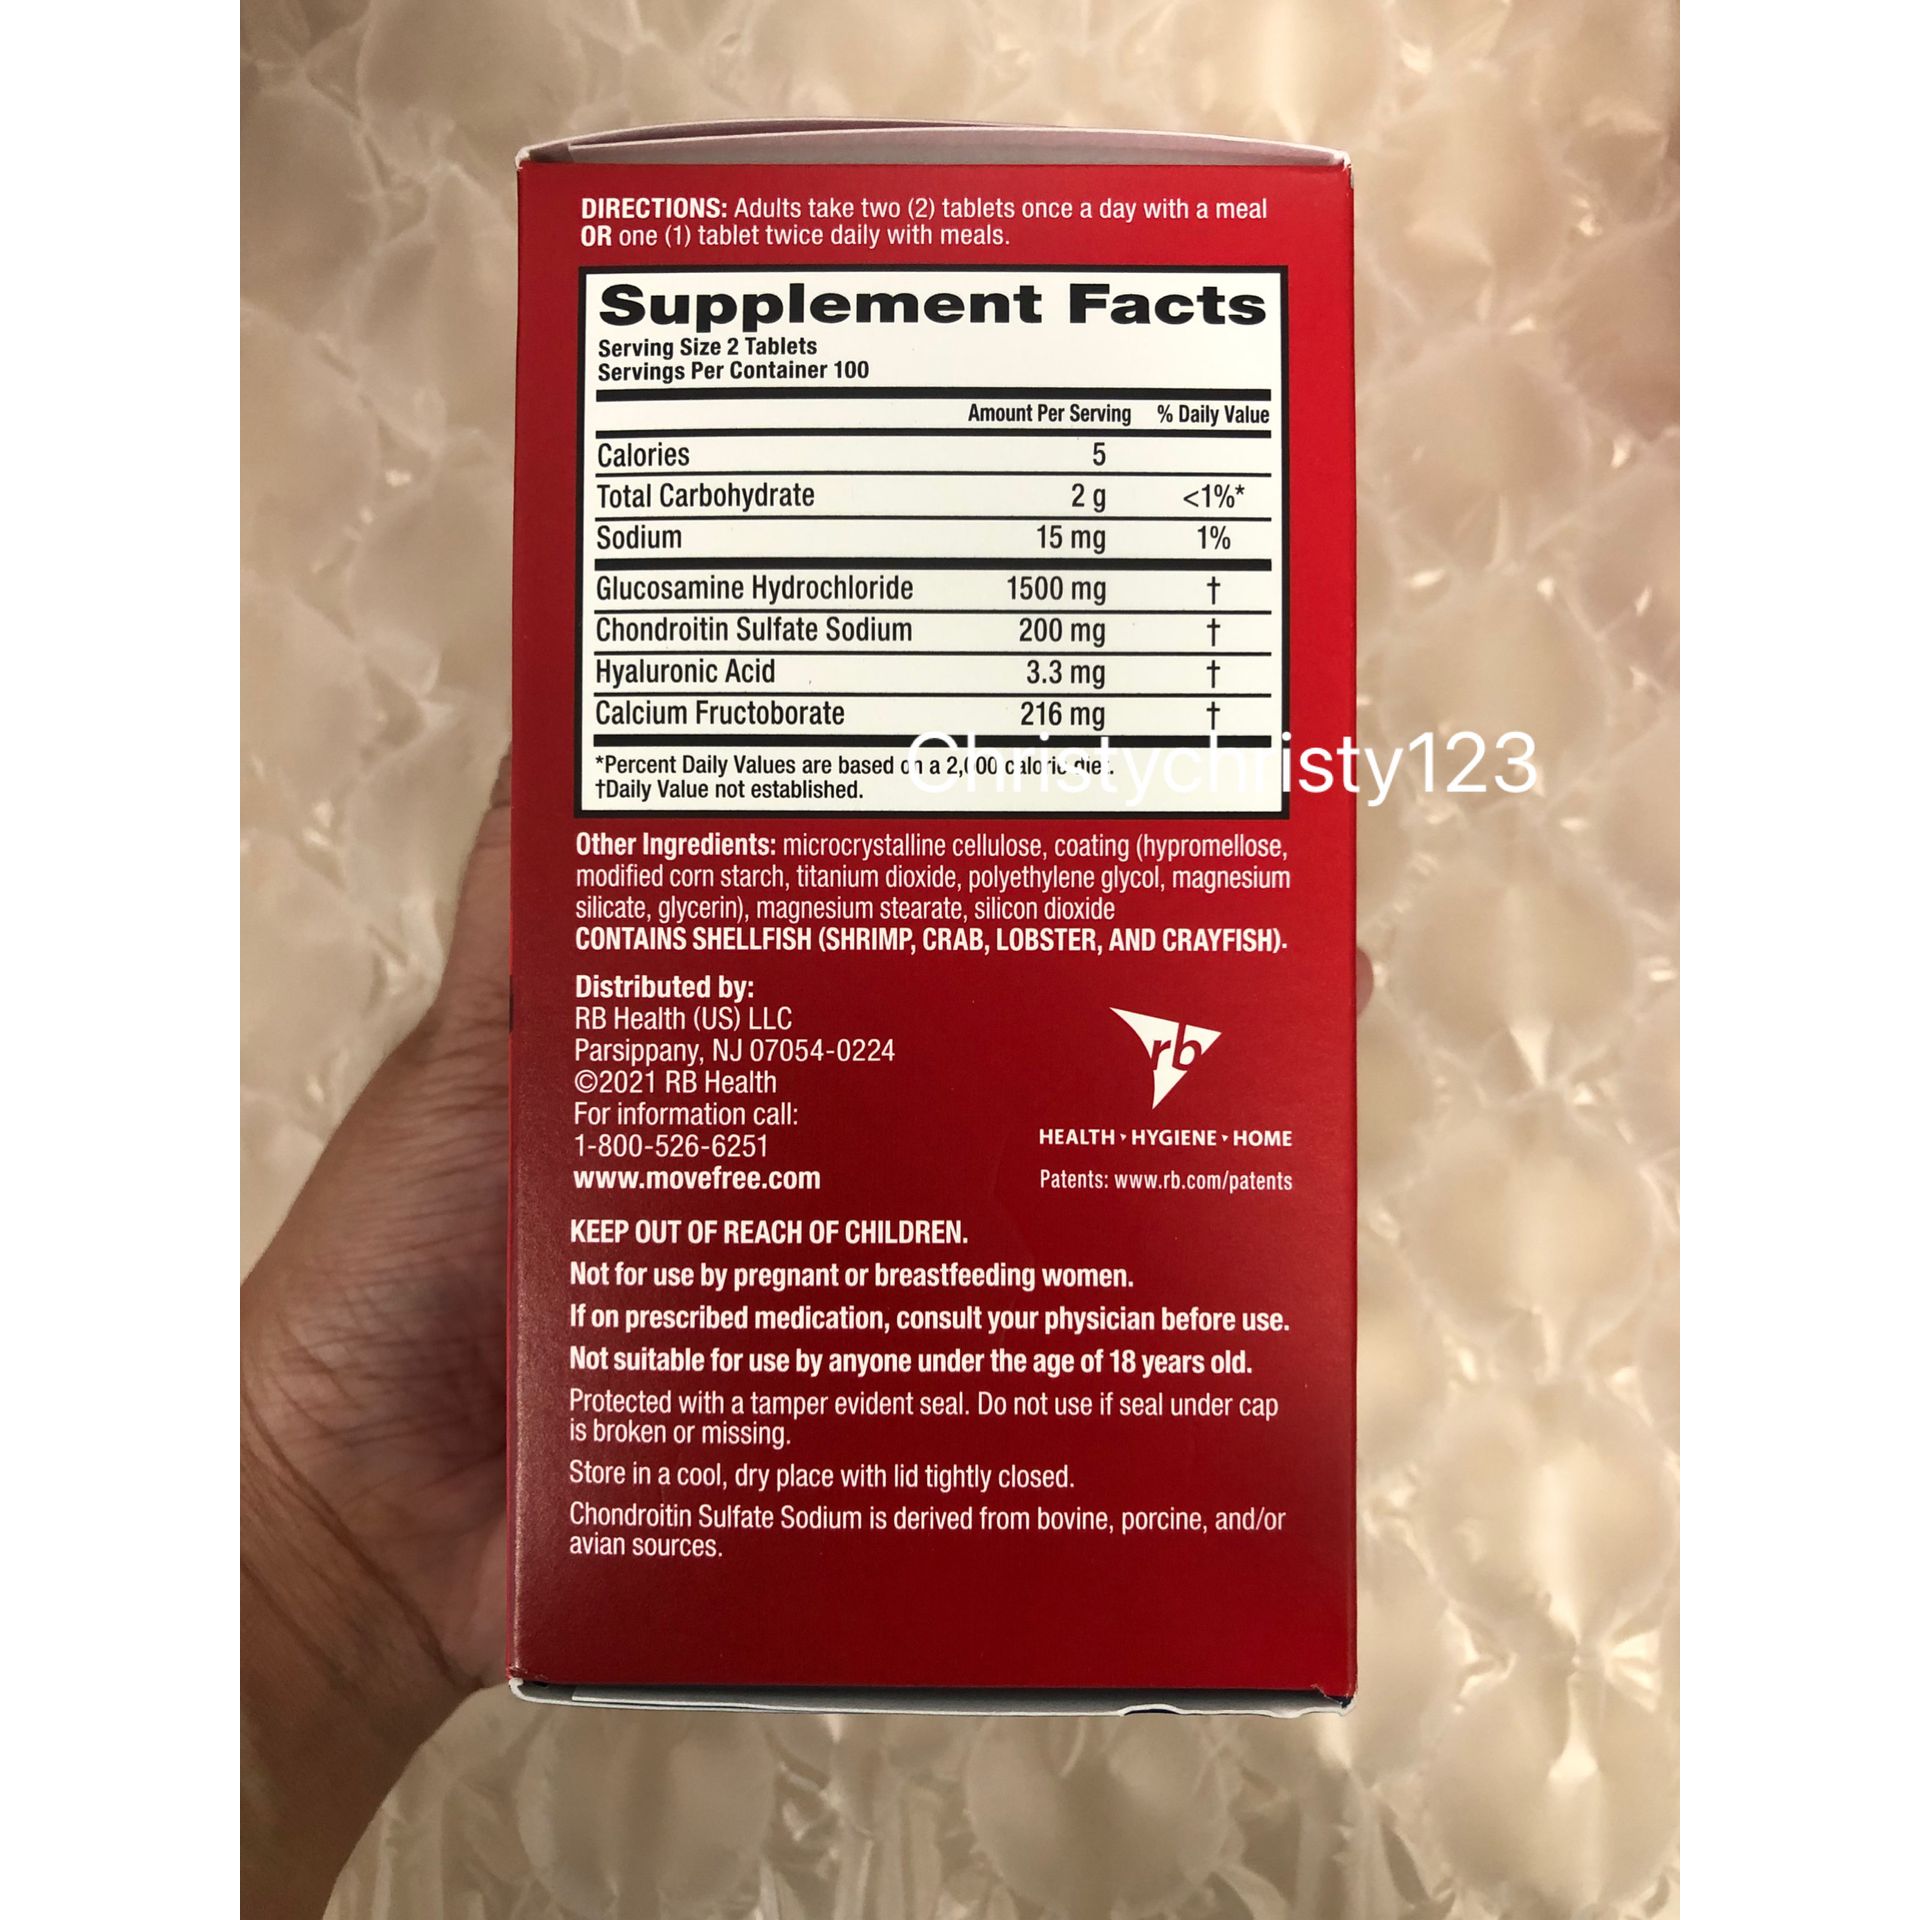 DIRECTIONS: Adults take two (2) tablets once a day with a meal
OR one (1) tablet twice daily with meals.
Supplement Facts
Serving Size 2 Tablets
Servings Per Container 100
Amount Per Serving % Daily Value
Calories 5
Total Carbohydrate 2 g <1%*
Sodium 15 mg 1%
Glucosamine Hydrochloride 1500 mg †
Chondroitin Sulfate Sodium 200 mg †
Hyaluronic Acid 3.3 mg †
Calcium Fructoborate 216 mg †
*Percent Daily Values are based on a 2,000 calorie diet.
†Daily Value not established.
Christychristy123
Other Ingredients: microcrystalline cellulose, coating (hypromellose,
modified corn starch, titanium dioxide, polyethylene glycol, magnesium
silicate, glycerin), magnesium stearate, silicon dioxide
CONTAINS SHELLFISH (SHRIMP, CRAB, LOBSTER, AND CRAYFISH).
Distributed by:
RB Health (US) LLC
Parsippany, NJ 07054-0224
©2021 RB Health
For information call:
1-800-526-6251
www.movefree.com
rb
HEALTH ▾ HYGIENE ▾ HOME
Patents: www.rb.com/patents
KEEP OUT OF REACH OF CHILDREN.
Not for use by pregnant or breastfeeding women.
If on prescribed medication, consult your physician before use.
Not suitable for use by anyone under the age of 18 years old.
Protected with a tamper evident seal. Do not use if seal under cap
is broken or missing.
Store in a cool, dry place with lid tightly closed.
Chondroitin Sulfate Sodium is derived from bovine, porcine, and/or
avian sources.